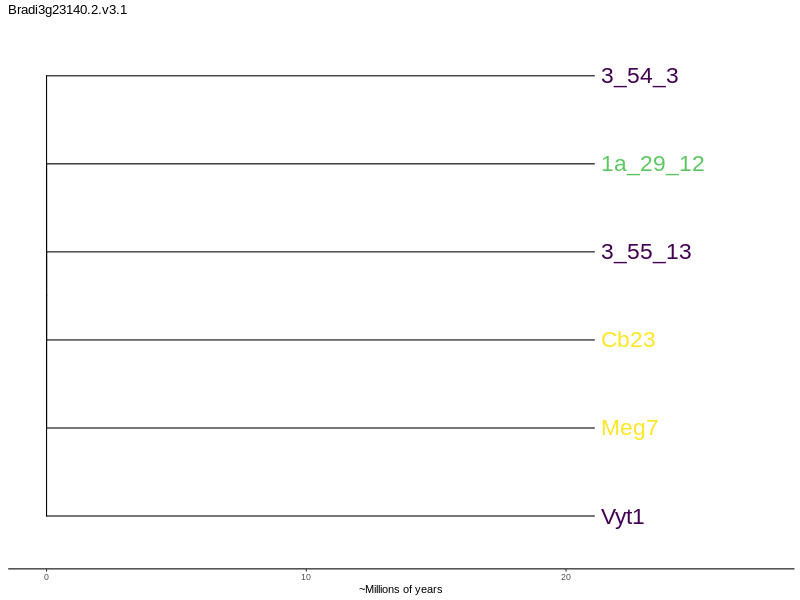 Bradi3g23140.2.v3.1
3_54_3
1a_29_12
3_55_13
Cb23
Meg7
Vyt1
0 10 20
~Millions of years